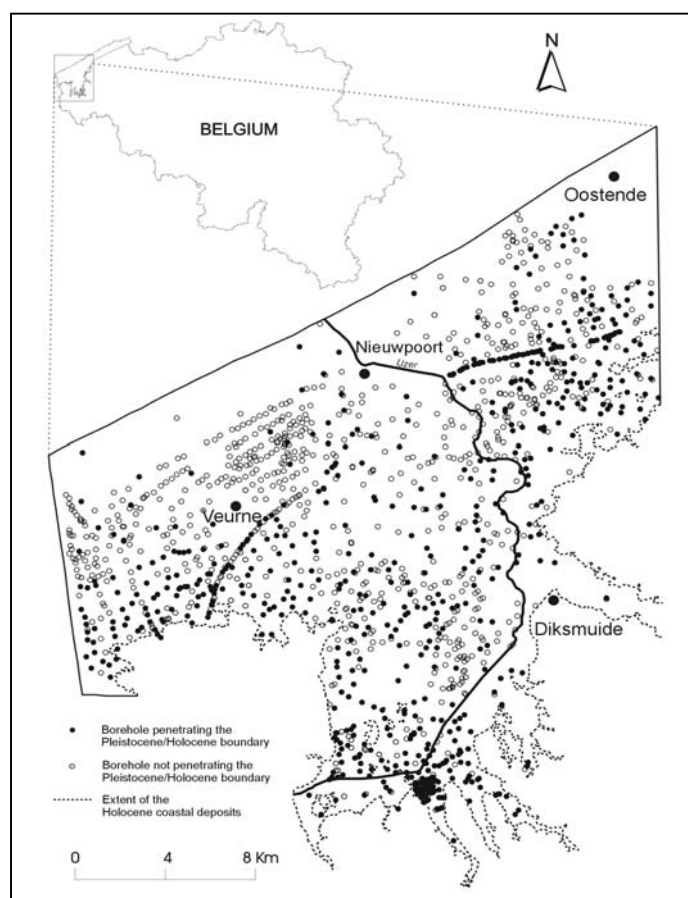 N
BELGIUM
Oostende
Nieuwpoort
IJzer
Veurne
Diksmuide
Borehole penetrating the
Pleistocene/Holocene boundary
Borehole not penetrating the
Pleistocene/Holocene boundary
Extent of the
Holocene coastal deposits
0 4 8 Km